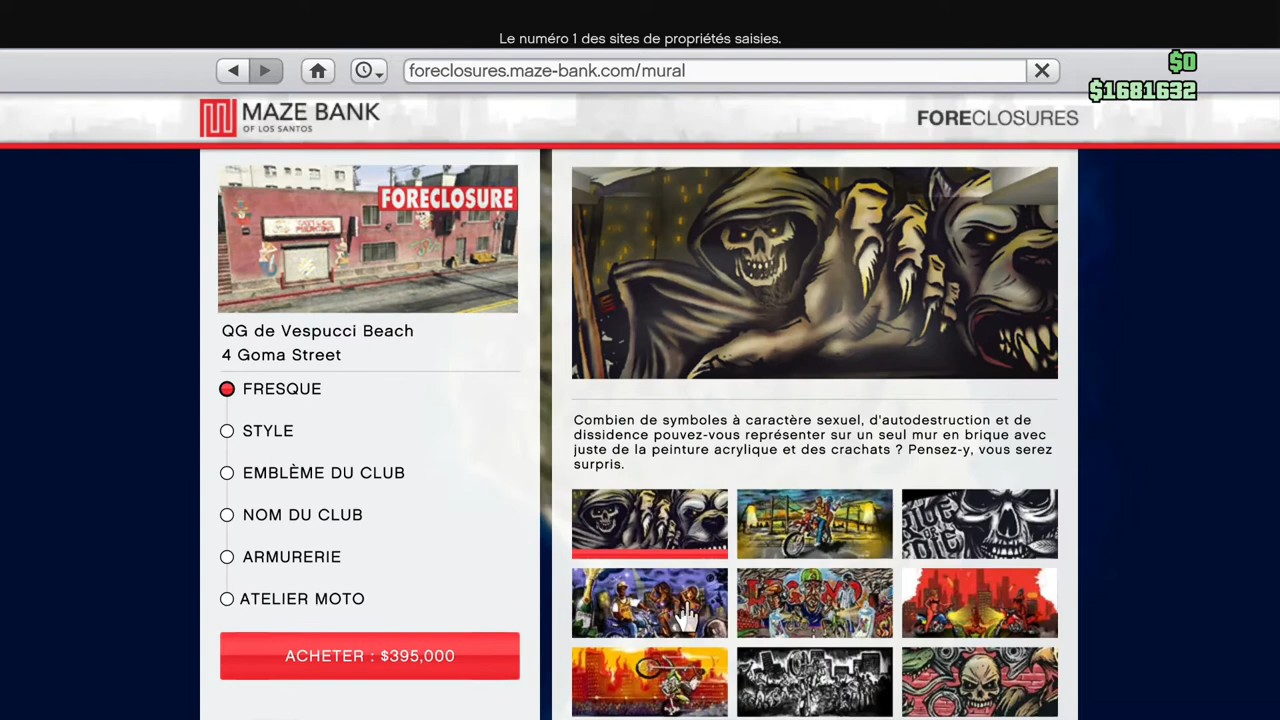 Le numéro 1 des sites de propriétés saisies.
foreclosures.maze-bank.com/mural
$0
$1681632
MAZE BANK
OF LOS SANTOS
FORECLOSURES
FORECLOSURE
QG de Vespucci Beach
4 Goma Street
FRESQUE
STYLE
EMBLÈME DU CLUB
NOM DU CLUB
ARMURERIE
ATELIER MOTO
ACHETER : $395,000
Combien de symboles à caractère sexuel, d'autodestruction et de
dissidence pouvez-vous représenter sur un seul mur en brique avec
juste de la peinture acrylique et des crachats ? Pensez-y, vous serez
surpris.